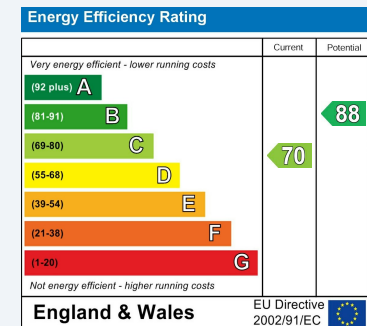 Energy Efficiency Rating
Current Potential
Very energy efficient - lower running costs
(92 plus) A
(81-91) B
88
(69-80) C
70
(55-68) D
(39-54) E
(21-38) F
(1-20) G
Not energy efficient - higher running costs
England & Wales
EU Directive
2002/91/EC